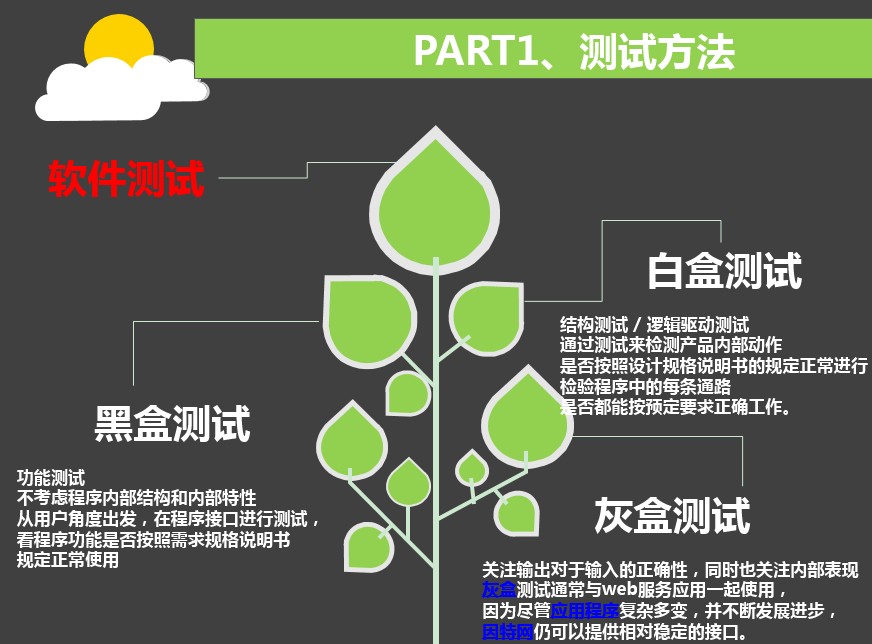 PART1、测试方法
软件测试
白盒测试
结构测试 / 逻辑驱动测试
通过测试来检测产品内部动作
是否按照设计规格说明书的规定正常进行
检验程序中的每条通路
是否都能按预定要求正确工作。
黑盒测试
功能测试
不考虑程序内部结构和内部特性
从用户角度出发，在程序接口进行测试，
看程序功能是否按照需求规格说明书
规定正常使用
灰盒测试
关注输出对于输入的正确性，同时也关注内部表现
灰盒测试通常与web服务应用一起使用，
因为尽管应用程序复杂多变，并不断发展进步，
因特网仍可以提供相对稳定的接口。